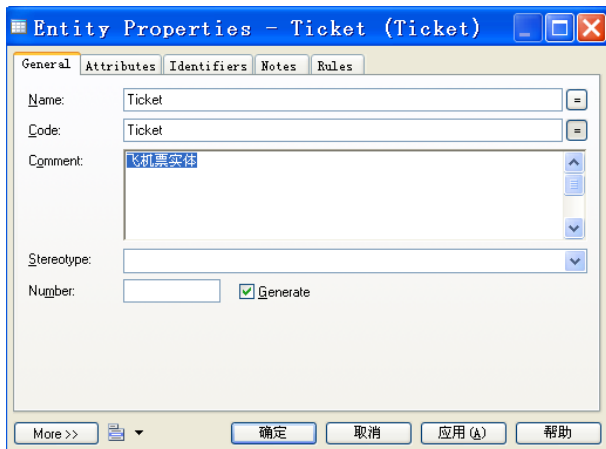 Entity Properties - Ticket (Ticket)
General Attributes Identifiers Notes Rules
Name: Ticket =
Code: Ticket =
Comment: 飞机票实体
Stereotype:
Number: Generate
More >> 确定 取消 应用(A) 帮助